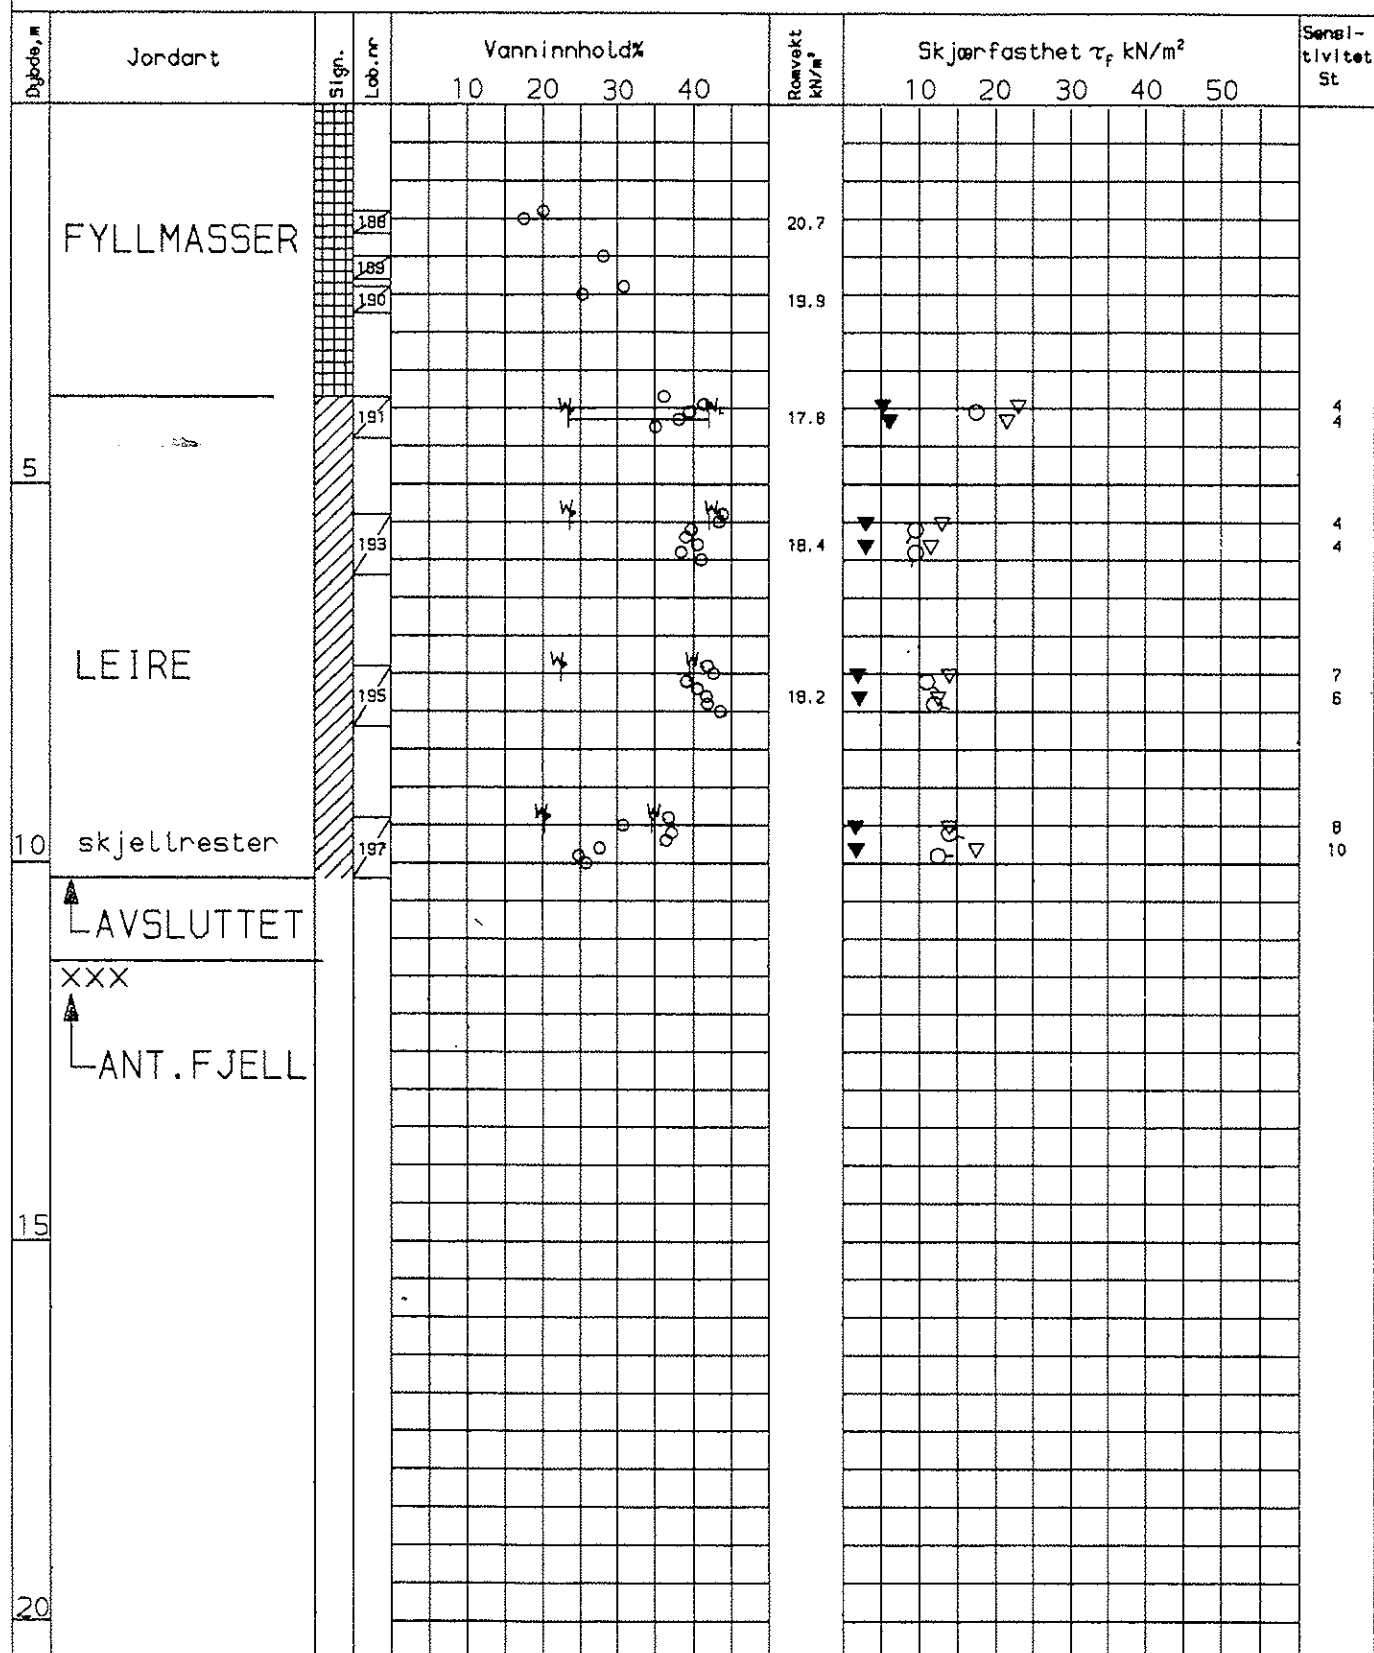 Dybde,m Jordart Sign. Lab.nr Vanninnhold% Romvekt kN/m³ Skjærfasthet τf kN/m² Sensi-
tivitet
St
10 20 30 40 10 20 30 40 50
188 20.7
FYLLMASSER
189
190 19.9
W W_L 4
191 17.8 4
5
W W 4
193 18.4 4
LEIRE W W 7
195 18.2 6
W W 8
10 skjellrester 197 10
AVSLUTTET
XXX
ANT.FJELL
15
20